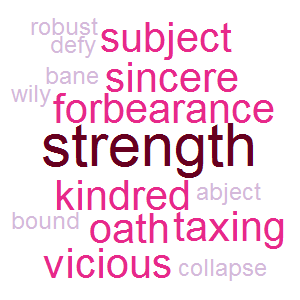 robust
defy subject
bane sincere
wily
forbearance
strength
kindred abject
bound oath taxing
vicious collapse